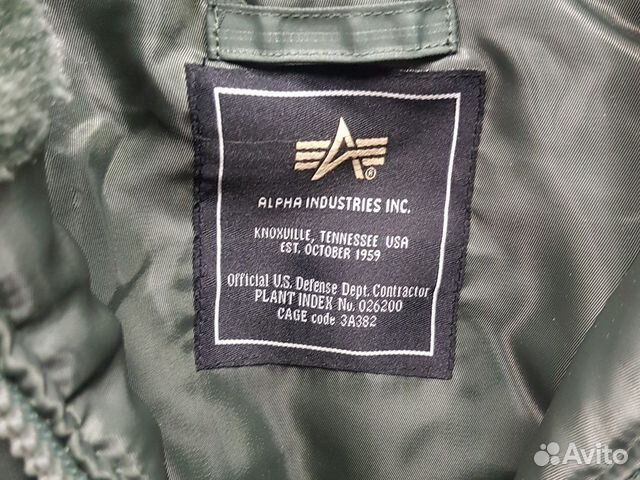 A®
ALPHA INDUSTRIES INC.
KNOXVILLE, TENNESSEE USA
EST. OCTOBER 1959
Official U.S. Defense Dept. Contractor
PLANT INDEX No. 026200
CAGE code 3A382
Avito